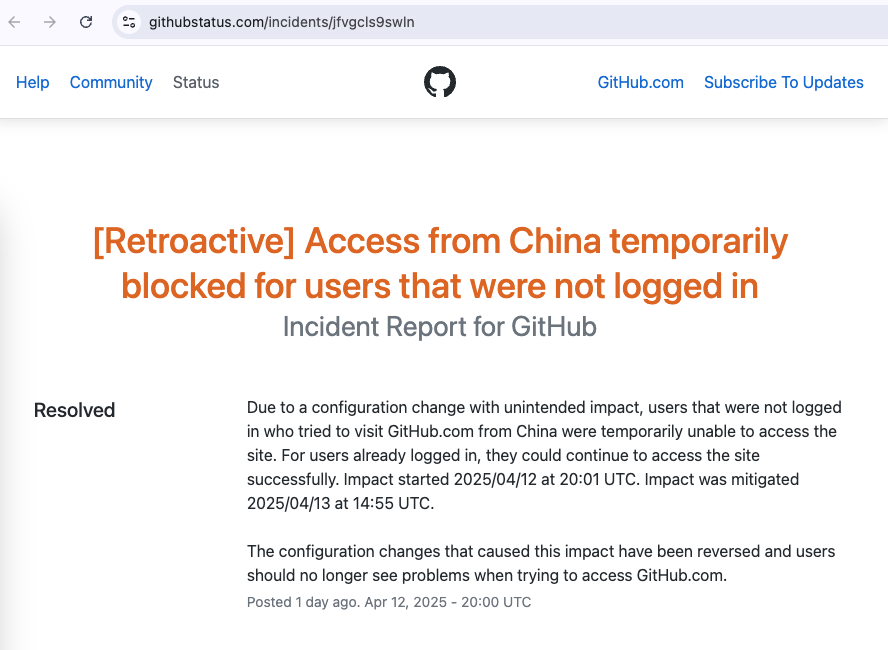 githubstatus.com/incidents/jfvgcls9swln
Help Community Status GitHub.com Subscribe To Updates
[Retroactive] Access from China temporarily
blocked for users that were not logged in
Incident Report for GitHub
Resolved
Due to a configuration change with unintended impact, users that were not logged
in who tried to visit GitHub.com from China were temporarily unable to access the
site. For users already logged in, they could continue to access the site
successfully. Impact started 2025/04/12 at 20:01 UTC. Impact was mitigated
2025/04/13 at 14:55 UTC.
The configuration changes that caused this impact have been reversed and users
should no longer see problems when trying to access GitHub.com.
Posted 1 day ago. Apr 12, 2025 - 20:00 UTC